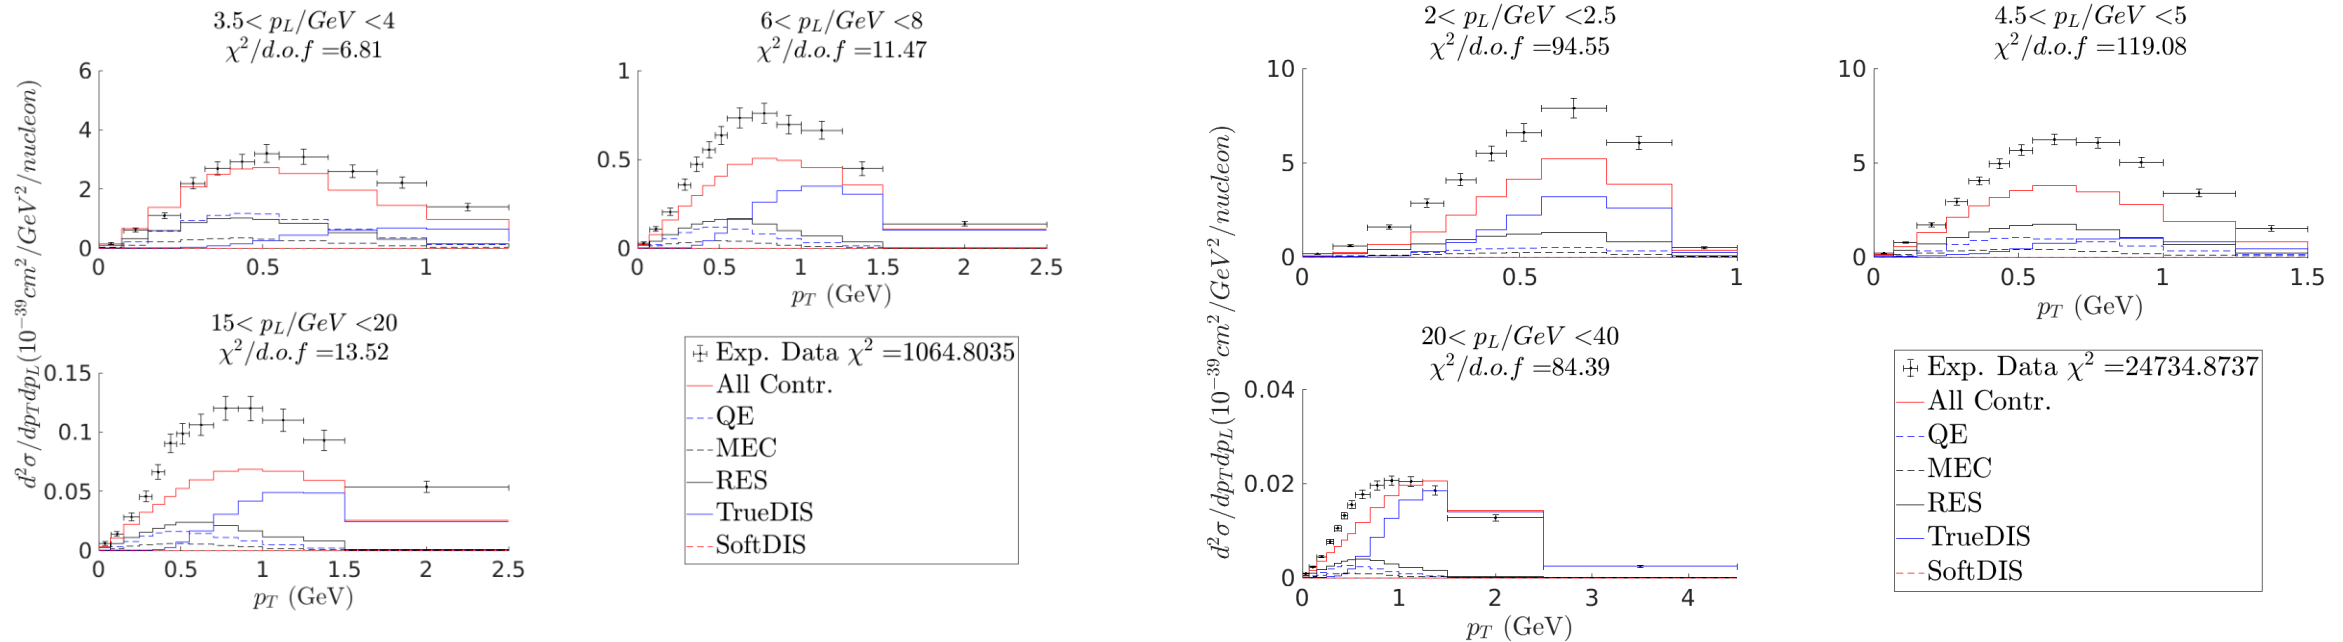 3.5< p_L/GeV <4
χ²/d.o.f =6.81
6
4
2
0
0
0.5
1
6< p_L/GeV <8
χ²/d.o.f =11.47
1
0.5
0
0
0.5
1
1.5
2
2.5
p_T (GeV)
d²σ/dp_Tdp_L(10⁻³⁹cm²/GeV²/nucleon)
15< p_L/GeV <20
χ²/d.o.f =13.52
0.15
0.1
0.05
0
0
0.5
1
1.5
2
2.5
p_T (GeV)
Exp. Data χ² =1064.8035
All Contr.
QE
MEC
RES
TrueDIS
SoftDIS
2< p_L/GeV <2.5
χ²/d.o.f =94.55
10
5
0
0
0.5
1
4.5< p_L/GeV <5
χ²/d.o.f =119.08
10
5
0
0
0.5
1
1.5
p_T (GeV)
d²σ/dp_Tdp_L(10⁻³⁹cm²/GeV²/nucleon)
20< p_L/GeV <40
χ²/d.o.f =84.39
0.04
0.02
0
0
1
2
3
4
p_T (GeV)
Exp. Data χ² =24734.8737
All Contr.
QE
MEC
RES
TrueDIS
SoftDIS